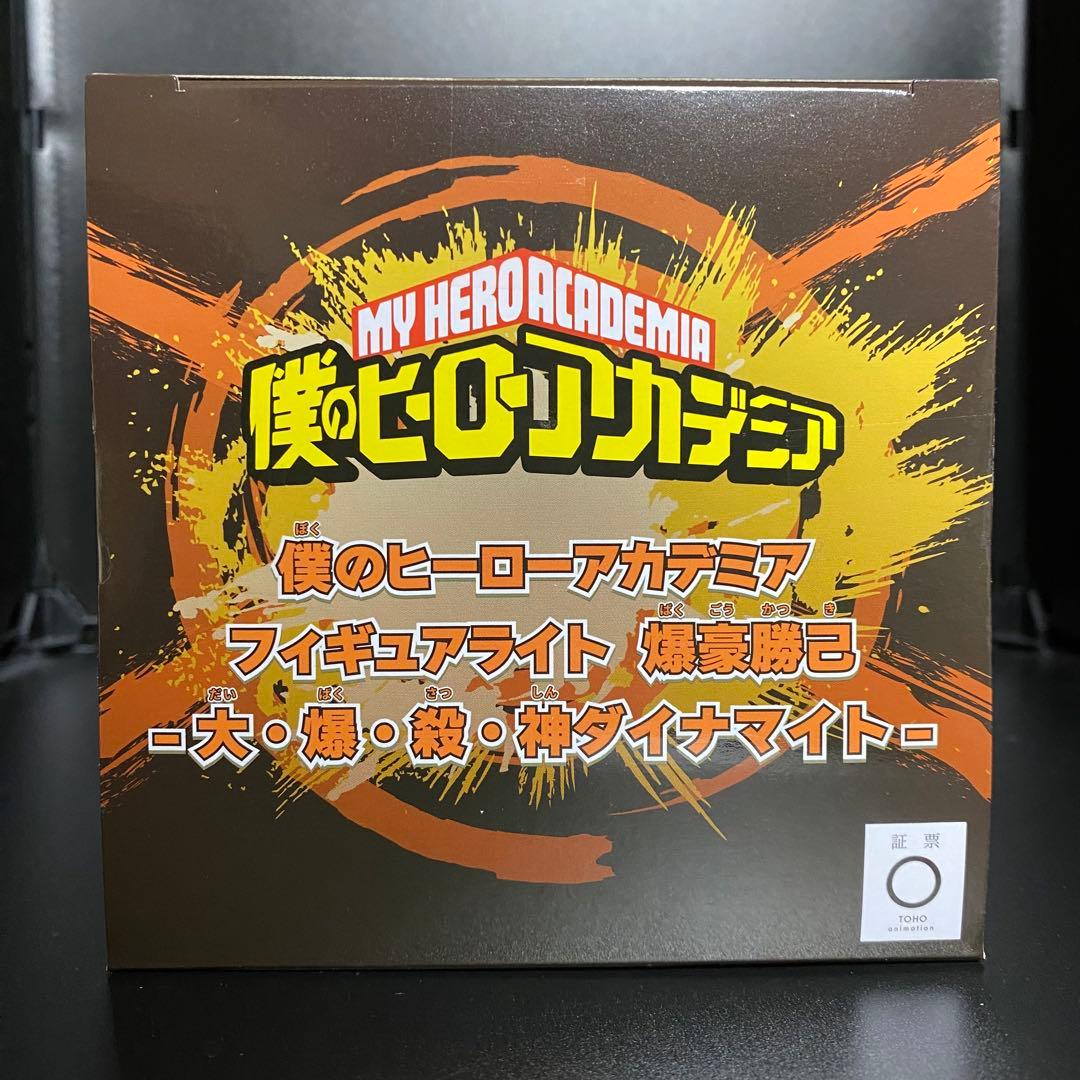 MY HERO ACADEMIA
僕のヒーローアカデミア
ぼく
僕のヒーローアカデミア
ばく ごう かつ き
フィギュアライト 爆豪勝己
だい ばく さつ しん
-大・爆・殺・神ダイナマイト-
証票
TOHO
animation